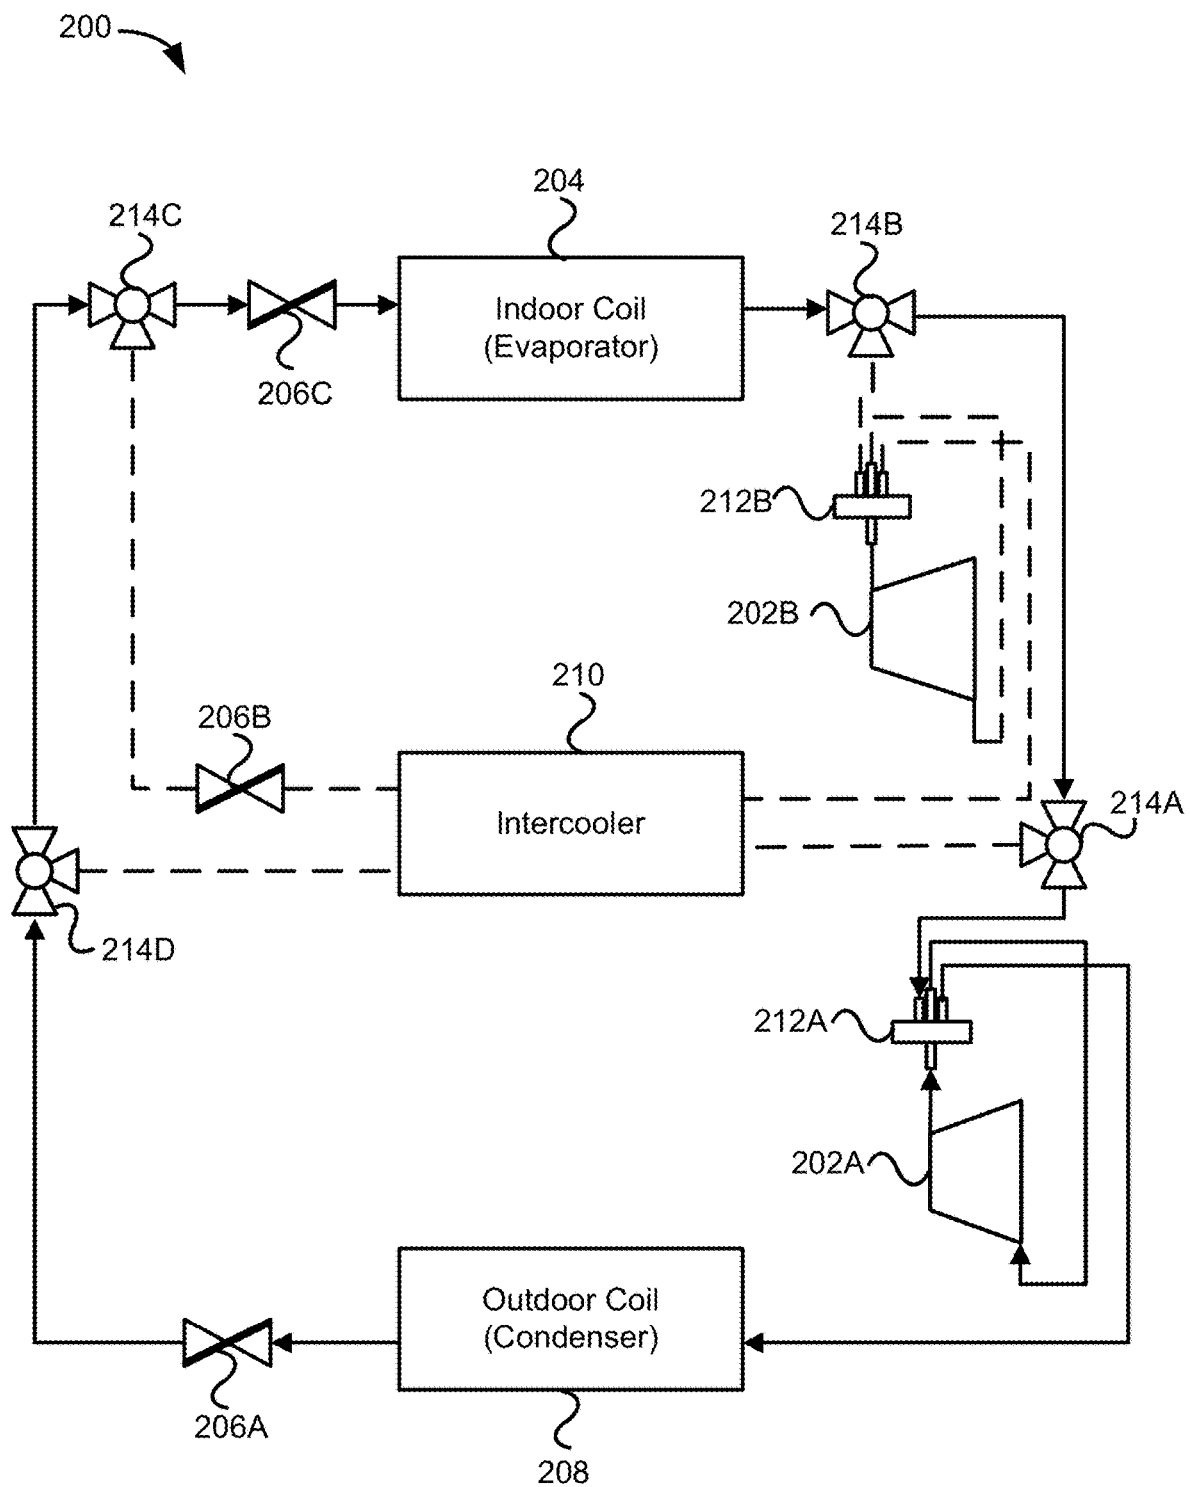 200
204
214C
214B
Indoor Coil
(Evaporator)
206C
212B
202B
210
206B
214A
Intercooler
214D
212A
202A
Outdoor Coil
(Condenser)
206A
208